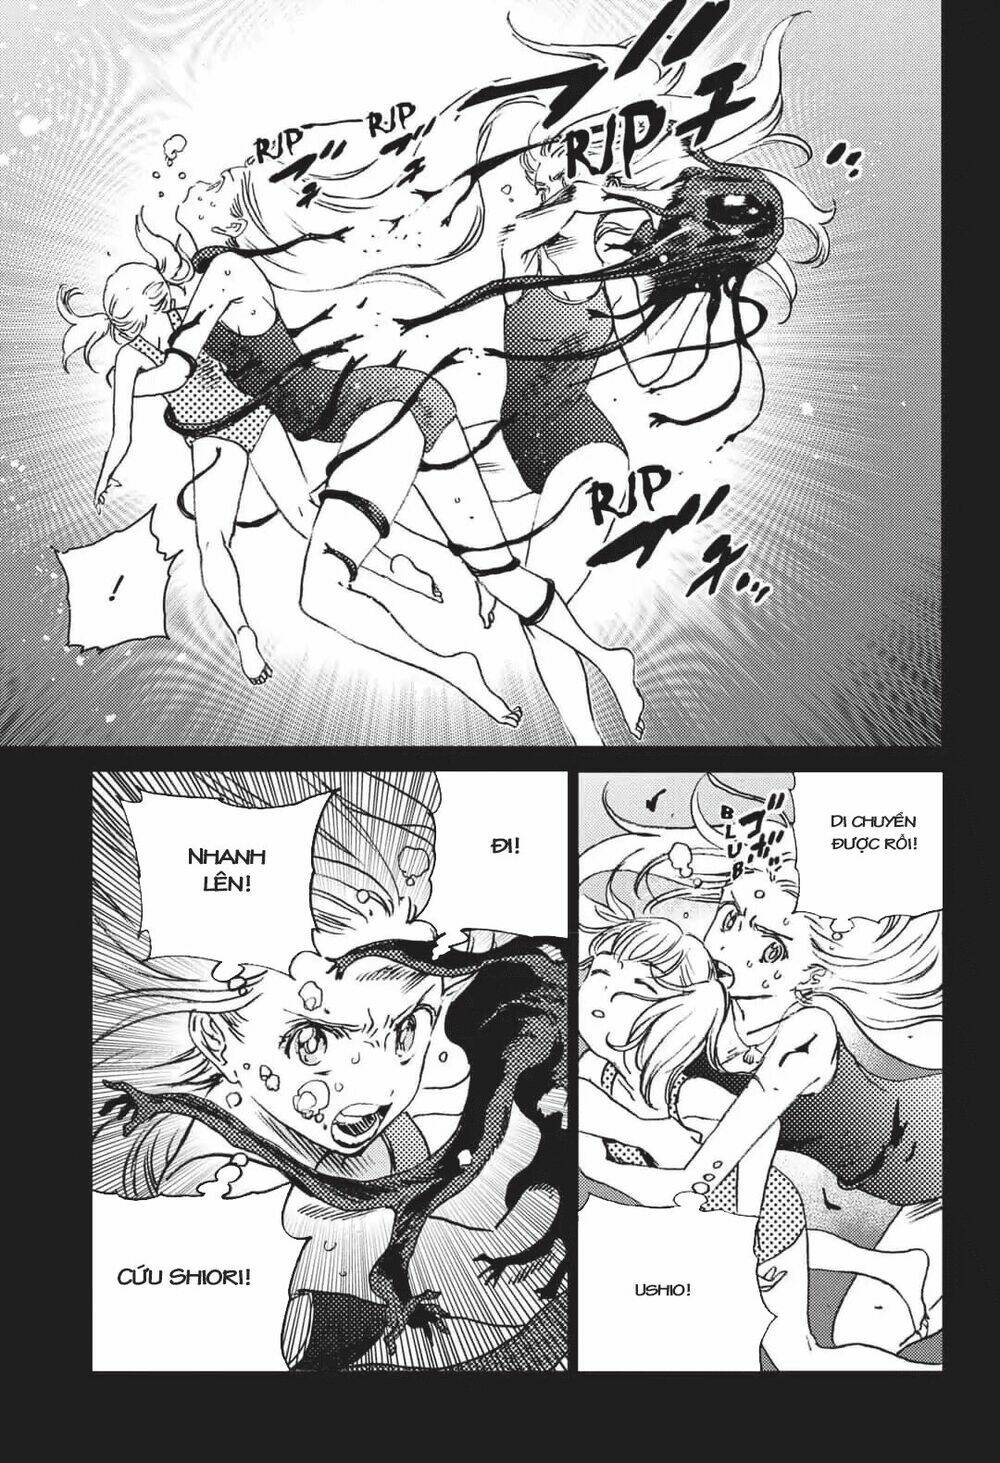 RIP
RIP
RIP
RIP
!
DI CHUYỂN
ĐƯỢC RỒI!
BLUB
USHIO!
ĐI!
NHANH
LÊN!
CỨU SHIORI!